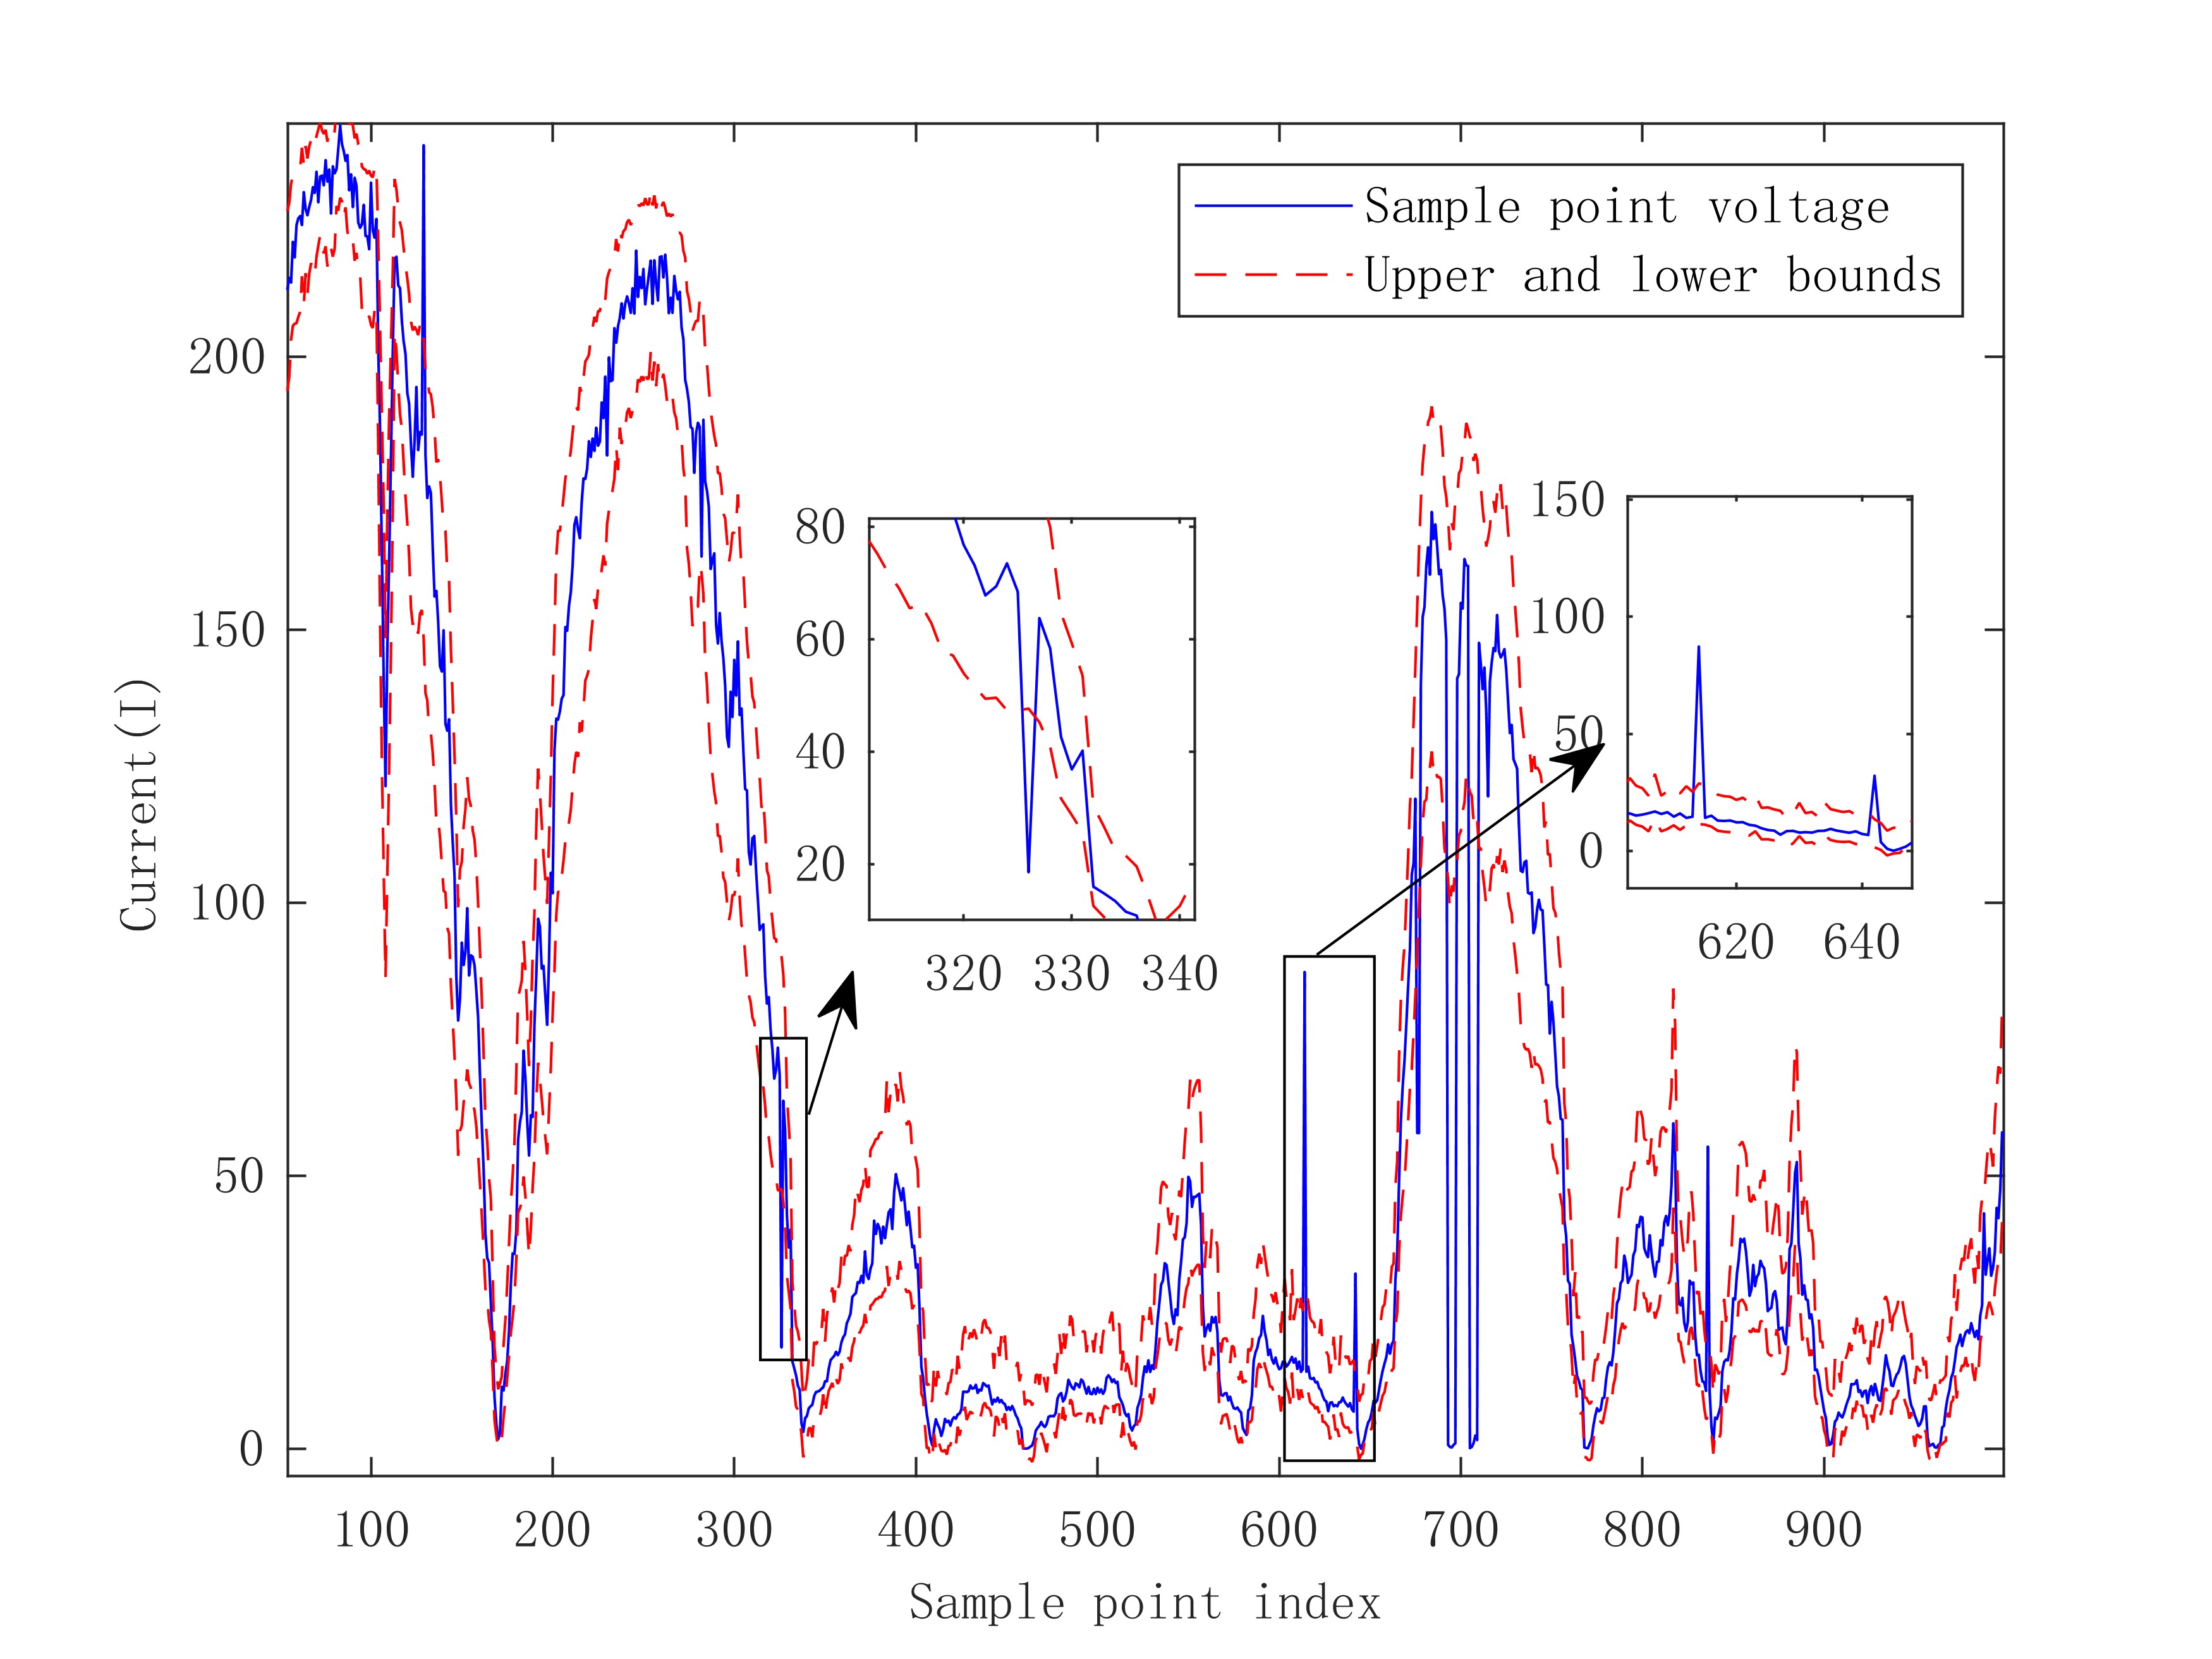 Sample point voltage
Upper and lower bounds
200
150
100
50
0
Current(I)
80
60
40
20
320 330 340
150
100
50
0
620 640
100 200 300 400 500 600 700 800 900
Sample point index